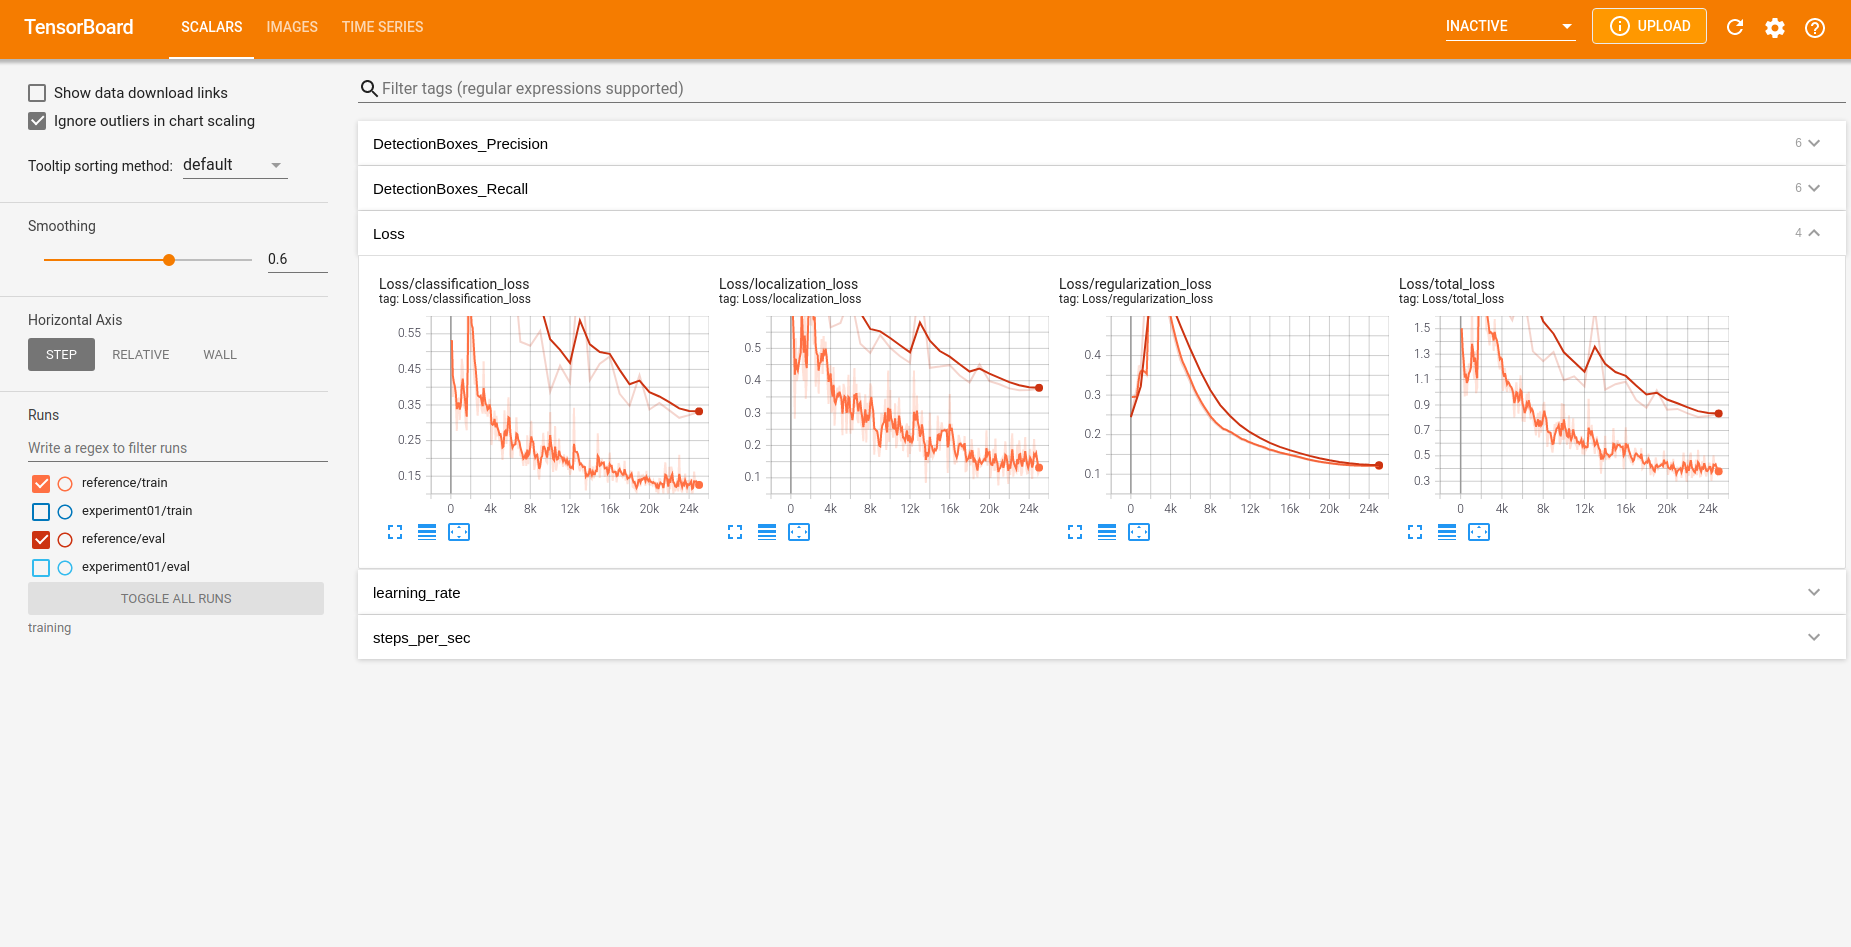 TensorBoard SCALARS IMAGES TIME SERIES INACTIVE UPLOAD
Show data download links
Ignore outliers in chart scaling
Tooltip sorting method: default
Smoothing
0.6
Horizontal Axis
STEP RELATIVE WALL
Runs
Write a regex to filter runs
reference/train
experiment01/train
reference/eval
experiment01/eval
TOGGLE ALL RUNS
training
Filter tags (regular expressions supported)
DetectionBoxes_Precision 6
DetectionBoxes_Recall 6
Loss 4
Loss/classification_loss
tag: Loss/classification_loss
0.55
0.45
0.35
0.25
0.15
0 4k 8k 12k 16k 20k 24k
Loss/localization_loss
tag: Loss/localization_loss
0.5
0.4
0.3
0.2
0.1
0 4k 8k 12k 16k 20k 24k
Loss/regularization_loss
tag: Loss/regularization_loss
0.4
0.3
0.2
0.1
0 4k 8k 12k 16k 20k 24k
Loss/total_loss
tag: Loss/total_loss
1.5
1.3
1.1
0.9
0.7
0.5
0.3
0 4k 8k 12k 16k 20k 24k
learning_rate
steps_per_sec